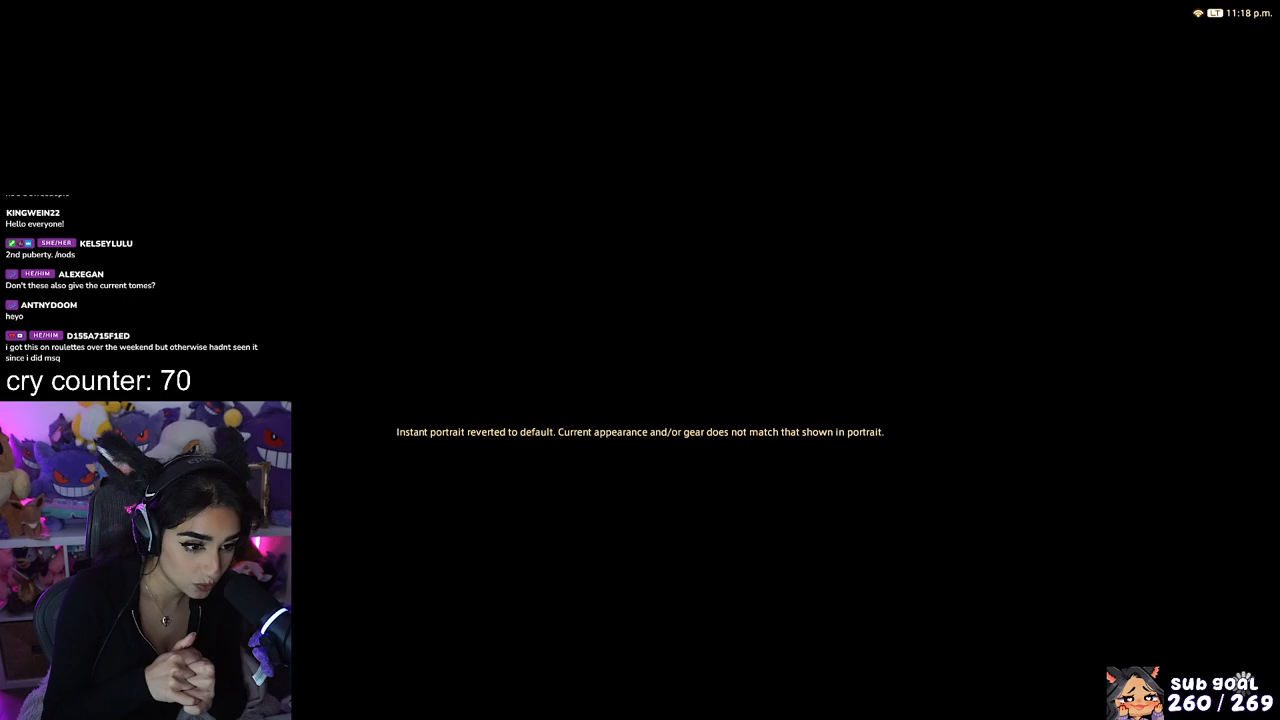 LT 11:18 p.m.
KINGWEIN22
Hello everyone!
SHE/HER KELSEYLULU
2nd puberty. /nods
HE/HIM ALEXEGAN
Don't these also give the current tomes?
ANTNYDOOM
heyo
HE/HIM D155A715F1ED
i got this on roulettes over the weekend but otherwise hadnt seen it
since i did msq
cry counter: 70
Instant portrait reverted to default. Current appearance and/or gear does not match that shown in portrait.
sub goal
260 / 269